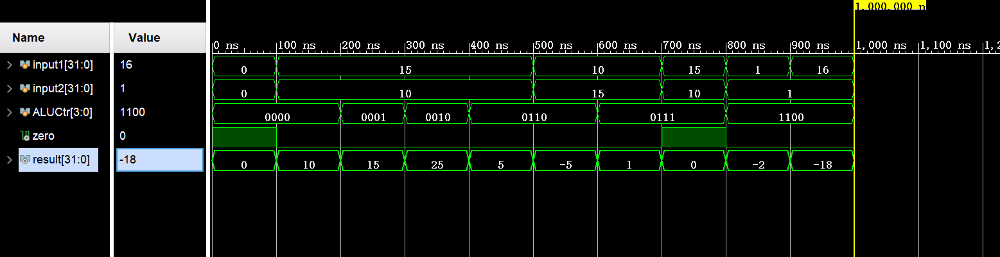 1,000,000 n
Name Value
0 ns 100 ns 200 ns 300 ns 400 ns 500 ns 600 ns 700 ns 800 ns 900 ns 1,000 ns 1,100 ns 1,2
input1[31:0] 16 0 15 10 15 1 16
input2[31:0] 1 0 10 15 10 1
ALUCtr[3:0] 1100 0000 0001 0010 0110 0111 1100
zero 0
result[31:0] -18 0 10 15 25 5 -5 1 0 -2 -18